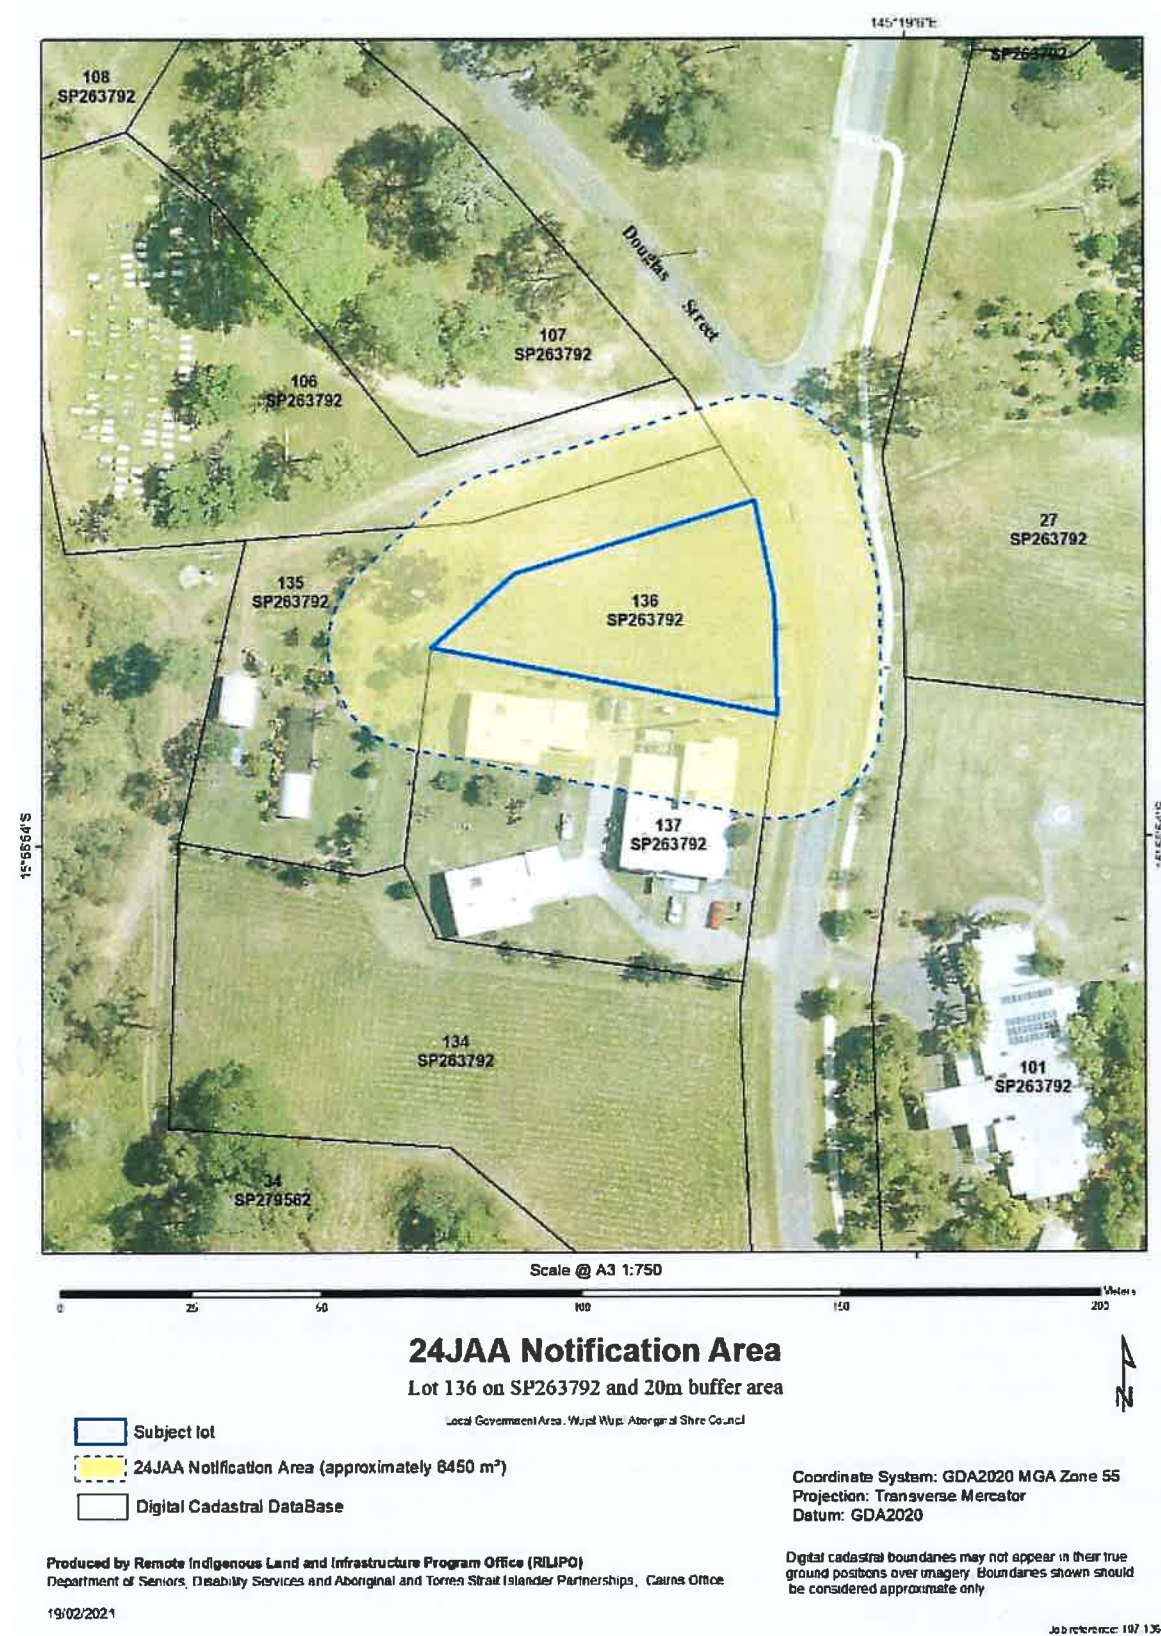 145°19'6"E
108
SP263792
SP263792
Douglas
Street
107
SP263792
106
SP263792
27
SP263792
135
SP263792
136
SP263792
137
SP263792
134
SP263792
101
SP263792
34
SP279562
Scale @ A3 1:750
0 25 50 100 150 200
Meters
24JAA Notification Area
Lot 136 on SP263792 and 20m buffer area
Local Government Area: Wujal Wujal Aboriginal Shire Council
Subject lot
24JAA Notification Area (approximately 6450 m²)
Digital Cadastral DataBase
N
Coordinate System: GDA2020 MGA Zone 55
Projection: Transverse Mercator
Datum: GDA2020
Produced by Remote Indigenous Land and Infrastructure Program Office (RILIPO)
Department of Seniors, Disability Services and Aboriginal and Torres Strait Islander Partnerships, Cairns Office
19/02/2021
Digital cadastral boundaries may not appear in their true
ground positions over imagery. Boundaries shown should
be considered approximate only
Job reference: 107 136